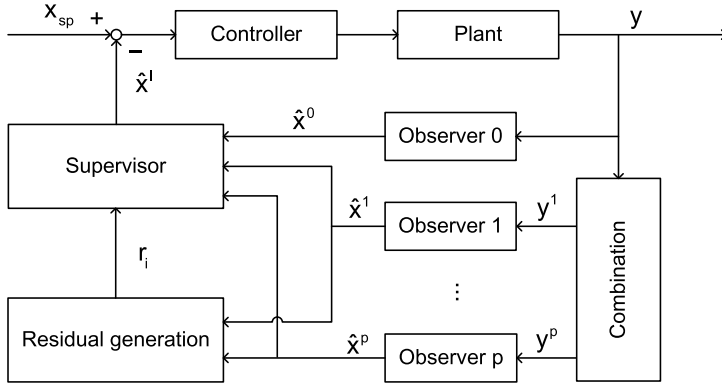 x_sp
+
−
Controller
Plant
y
x̂^I
Supervisor
x̂^0
Observer 0
x̂^1
Observer 1
y^1
Combination
r_i
⋮
Residual generation
x̂^p
Observer p
y^p